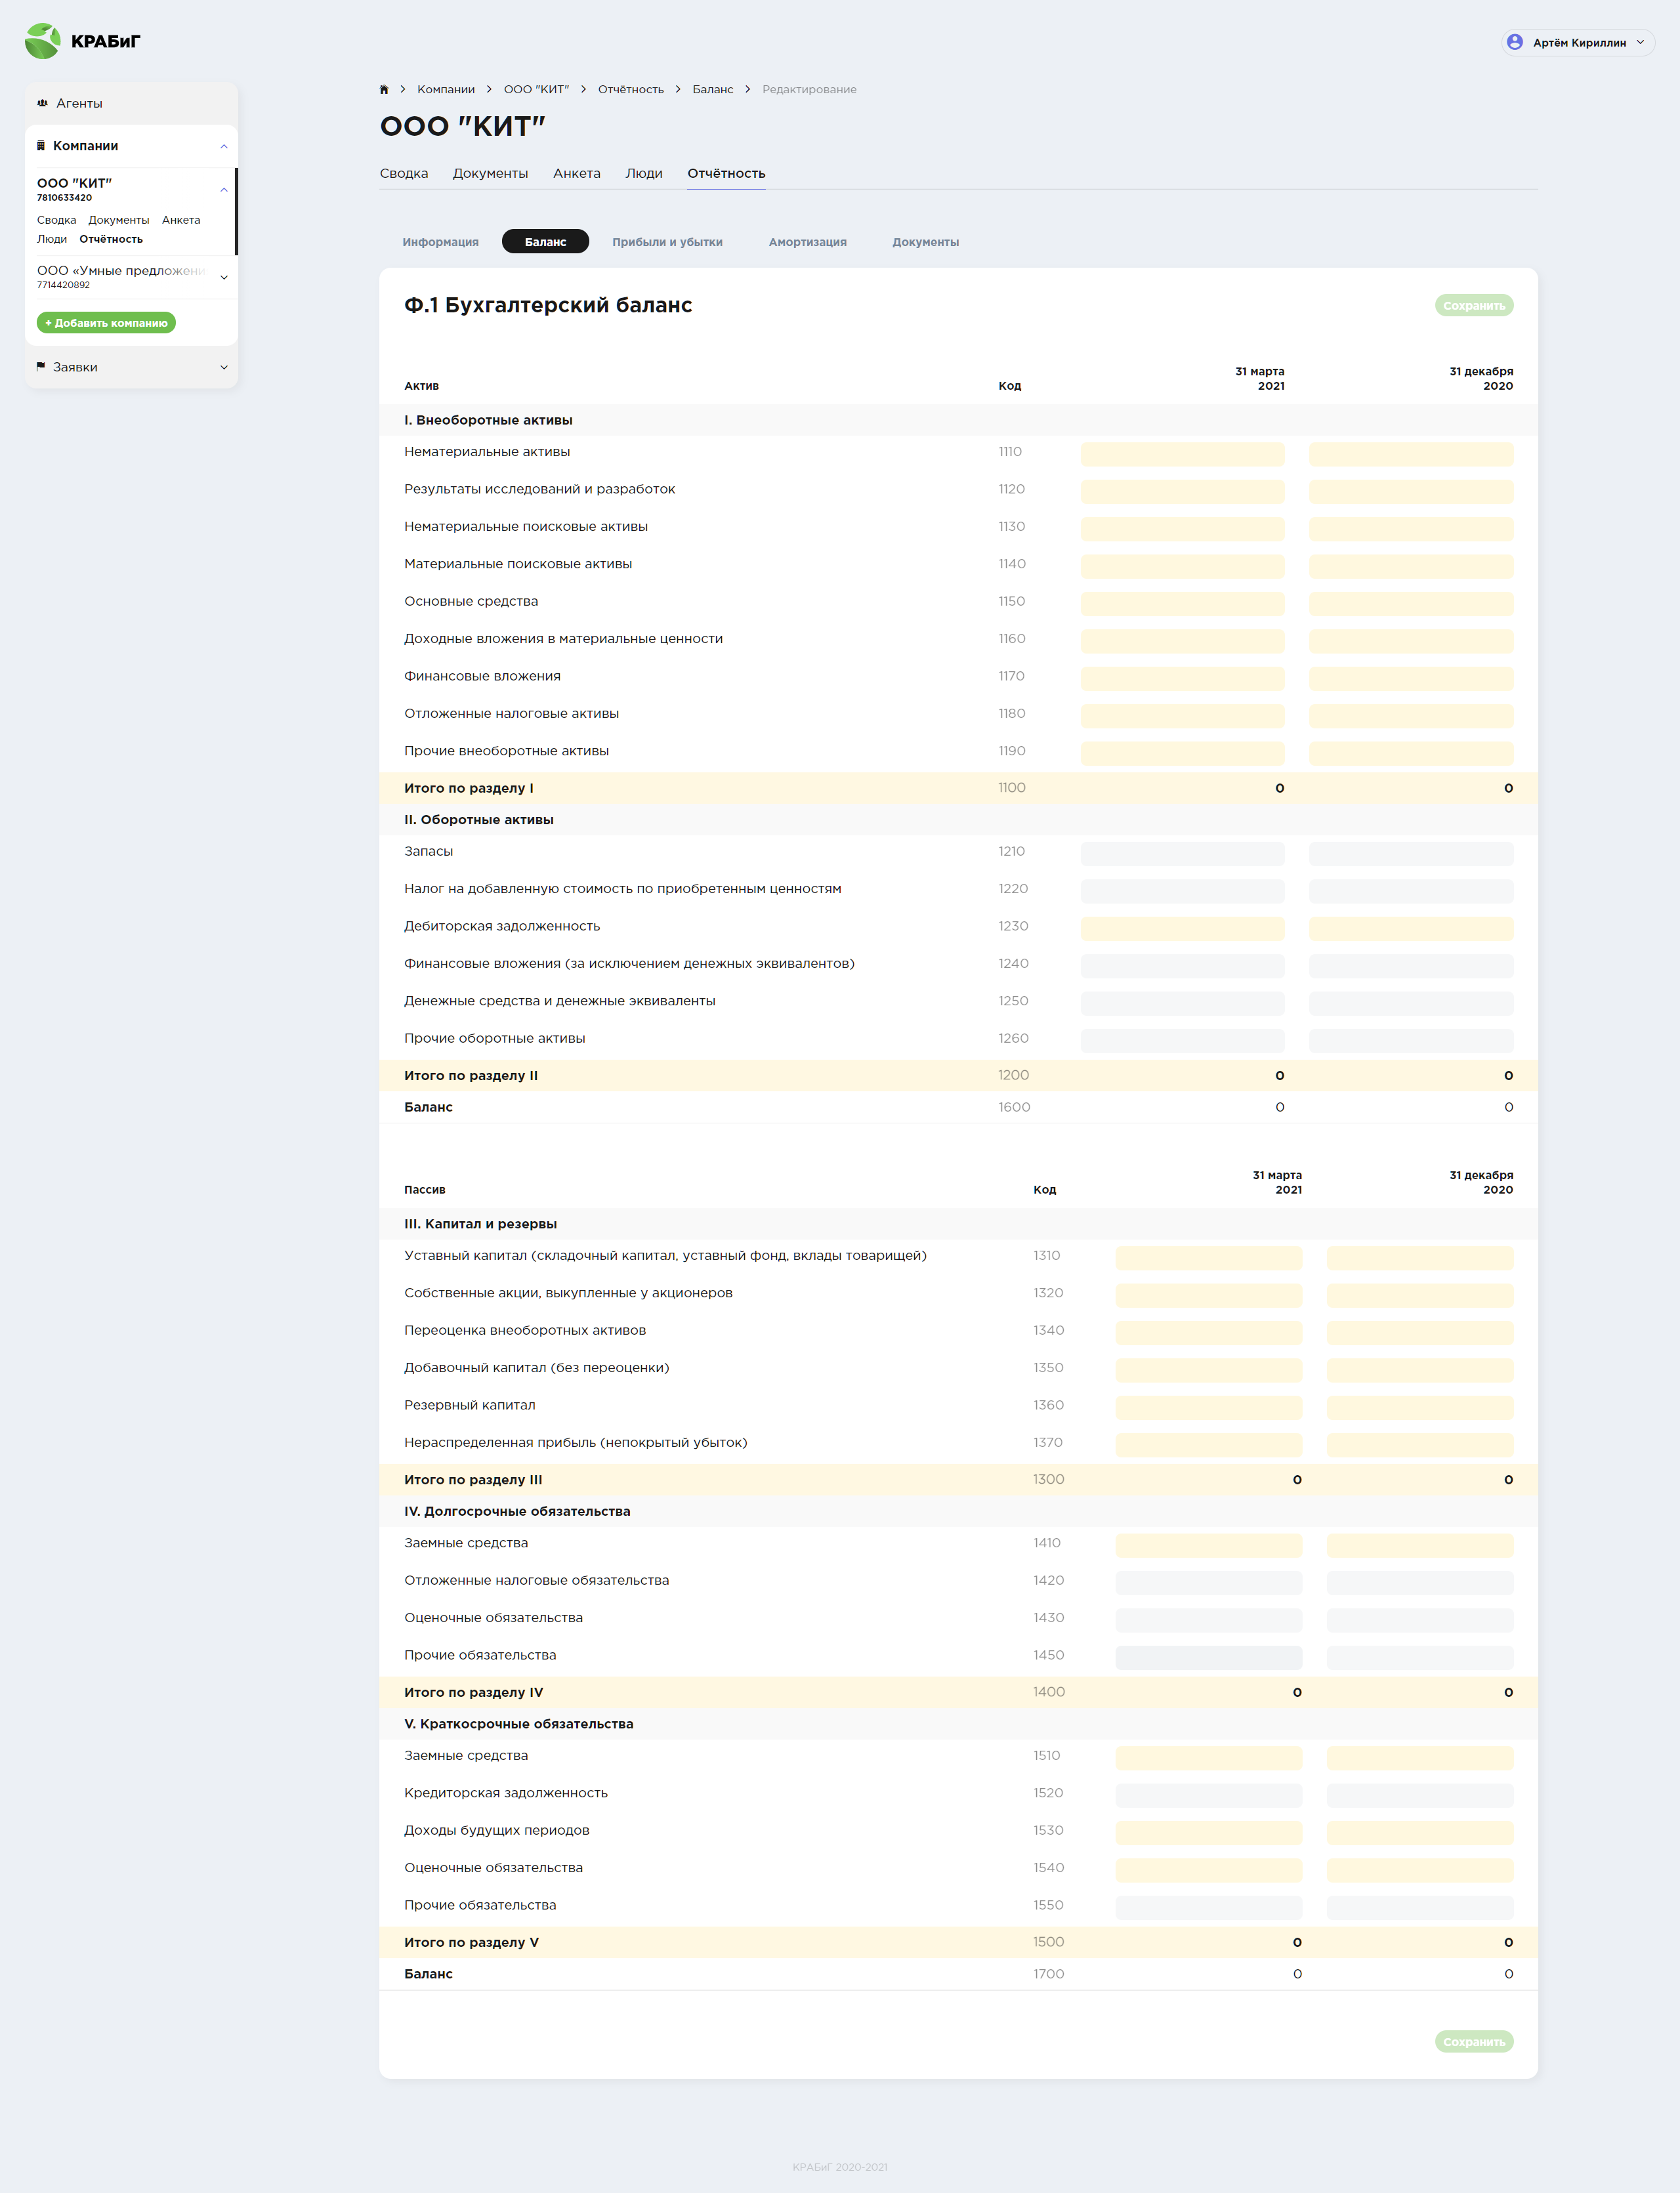 КРАБиГ
Артём Кириллин
Агенты
Компании
ООО "КИТ"
7810633420
Сводка Документы Анкета
Люди Отчётность
ООО «Умные предложени
7714420892
+ Добавить компанию
Заявки
Компании ООО "КИТ" Отчётность Баланс Редактирование
ООО "КИТ"
Сводка Документы Анкета Люди Отчётность
Информация Баланс Прибыли и убытки Амортизация Документы
Ф.1 Бухгалтерский баланс Сохранить
31 марта 31 декабря
Актив Код 2021 2020
I. Внеоборотные активы
Нематериальные активы 1110
Результаты исследований и разработок 1120
Нематериальные поисковые активы 1130
Материальные поисковые активы 1140
Основные средства 1150
Доходные вложения в материальные ценности 1160
Финансовые вложения 1170
Отложенные налоговые активы 1180
Прочие внеоборотные активы 1190
Итого по разделу I 1100 0 0
II. Оборотные активы
Запасы 1210
Налог на добавленную стоимость по приобретенным ценностям 1220
Дебиторская задолженность 1230
Финансовые вложения (за исключением денежных эквивалентов) 1240
Денежные средства и денежные эквиваленты 1250
Прочие оборотные активы 1260
Итого по разделу II 1200 0 0
Баланс 1600 0 0
31 марта 31 декабря
Пассив Код 2021 2020
III. Капитал и резервы
Уставный капитал (складочный капитал, уставный фонд, вклады товарищей) 1310
Собственные акции, выкупленные у акционеров 1320
Переоценка внеоборотных активов 1340
Добавочный капитал (без переоценки) 1350
Резервный капитал 1360
Нераспределенная прибыль (непокрытый убыток) 1370
Итого по разделу III 1300 0 0
IV. Долгосрочные обязательства
Заемные средства 1410
Отложенные налоговые обязательства 1420
Оценочные обязательства 1430
Прочие обязательства 1450
Итого по разделу IV 1400 0 0
V. Краткосрочные обязательства
Заемные средства 1510
Кредиторская задолженность 1520
Доходы будущих периодов 1530
Оценочные обязательства 1540
Прочие обязательства 1550
Итого по разделу V 1500 0 0
Баланс 1700 0 0
Сохранить
КРАБиГ 2020-2021